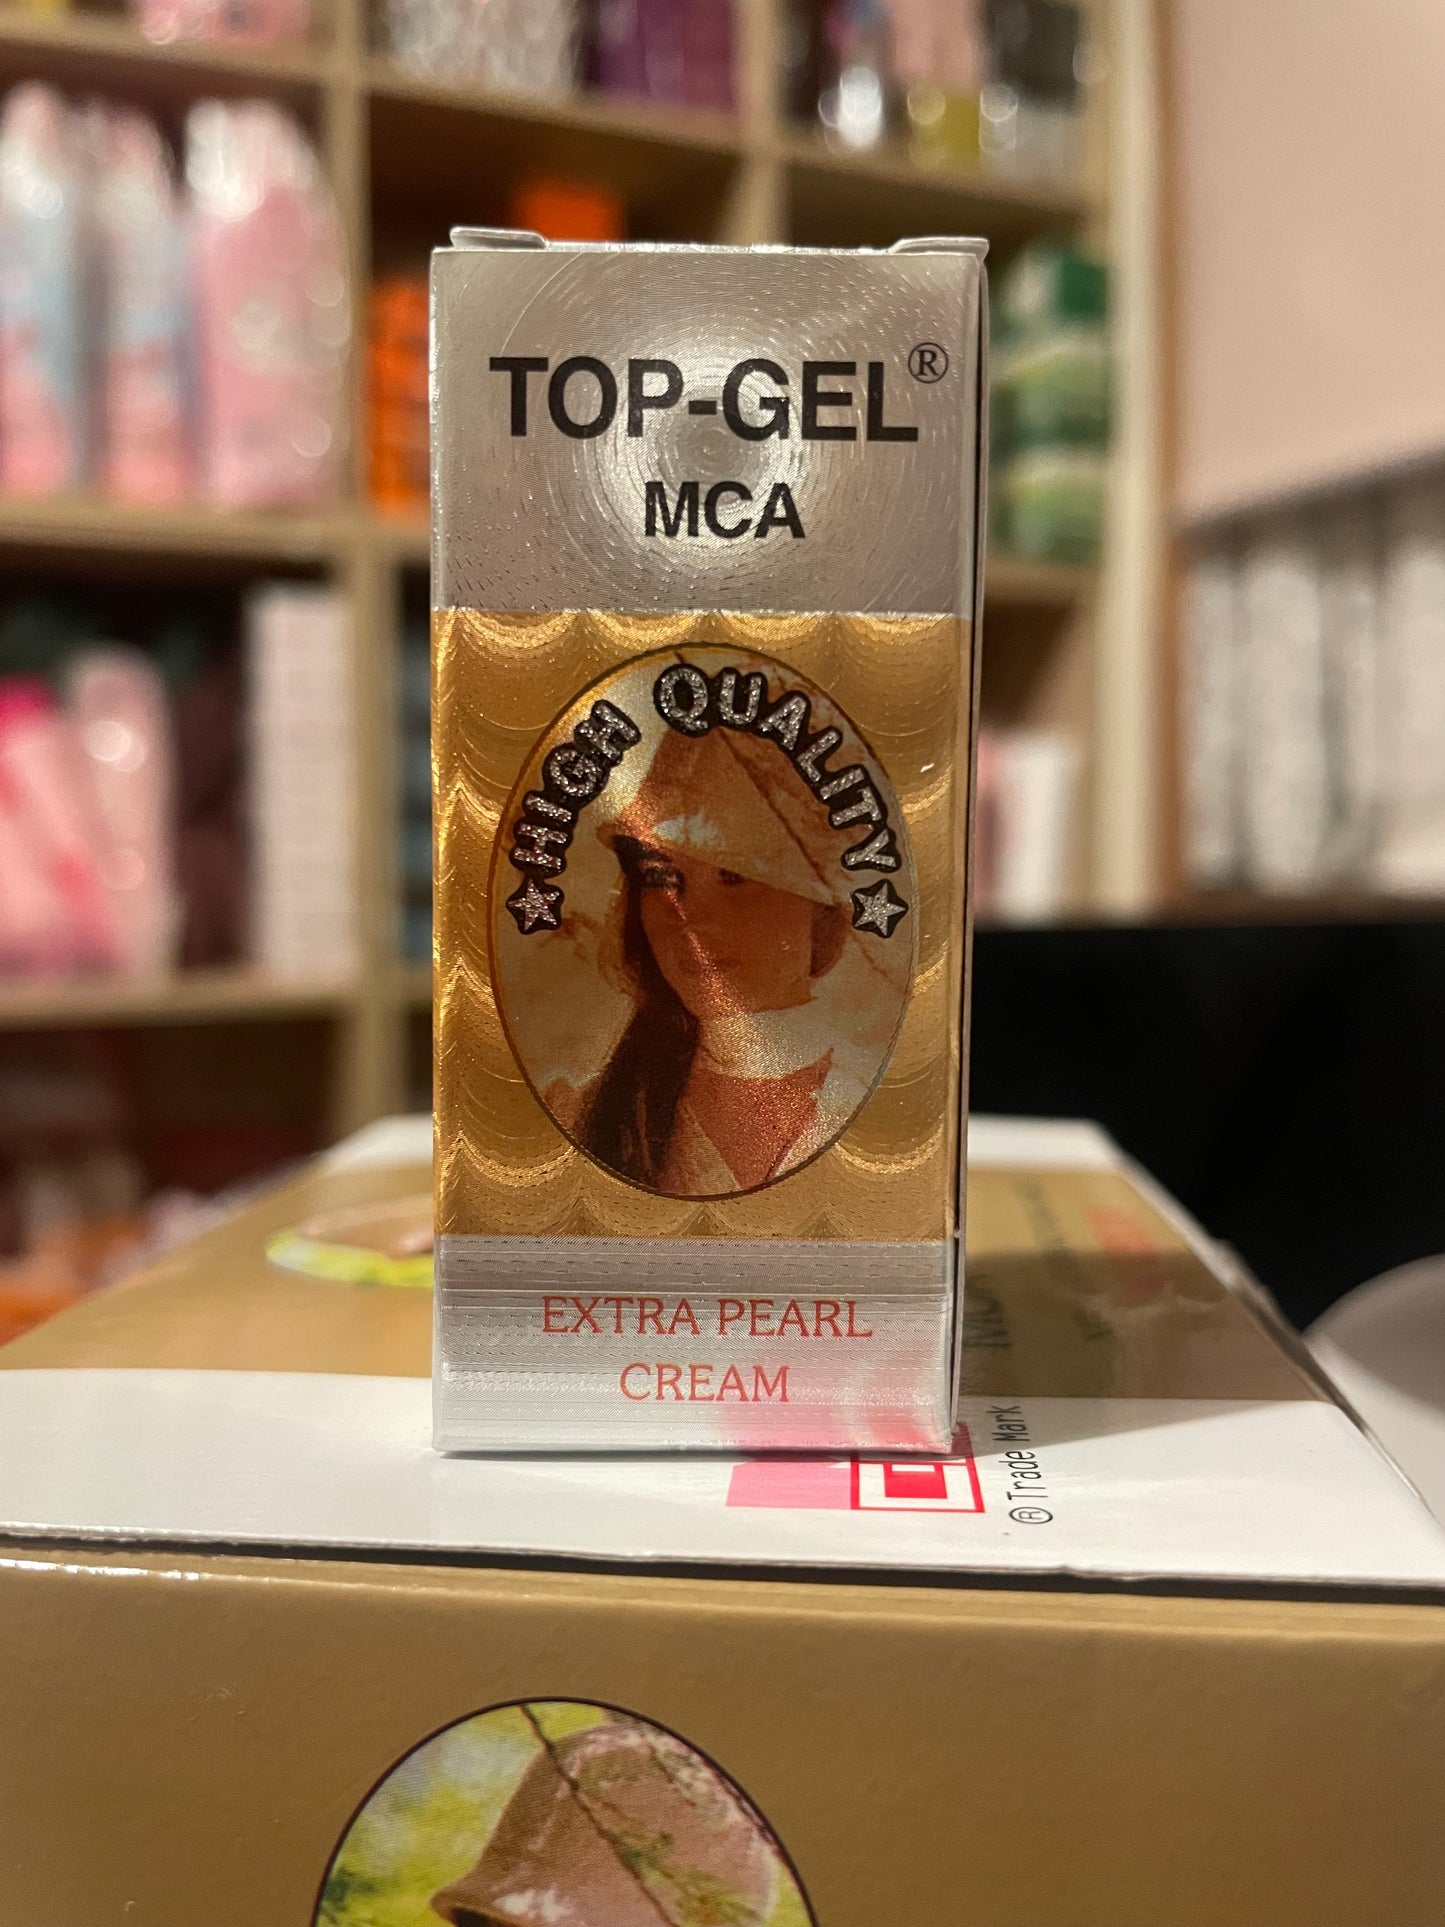 TOP-GEL®
MCA
★HIGH QUALITY★
EXTRA PEARL
CREAM
® Trade Mark